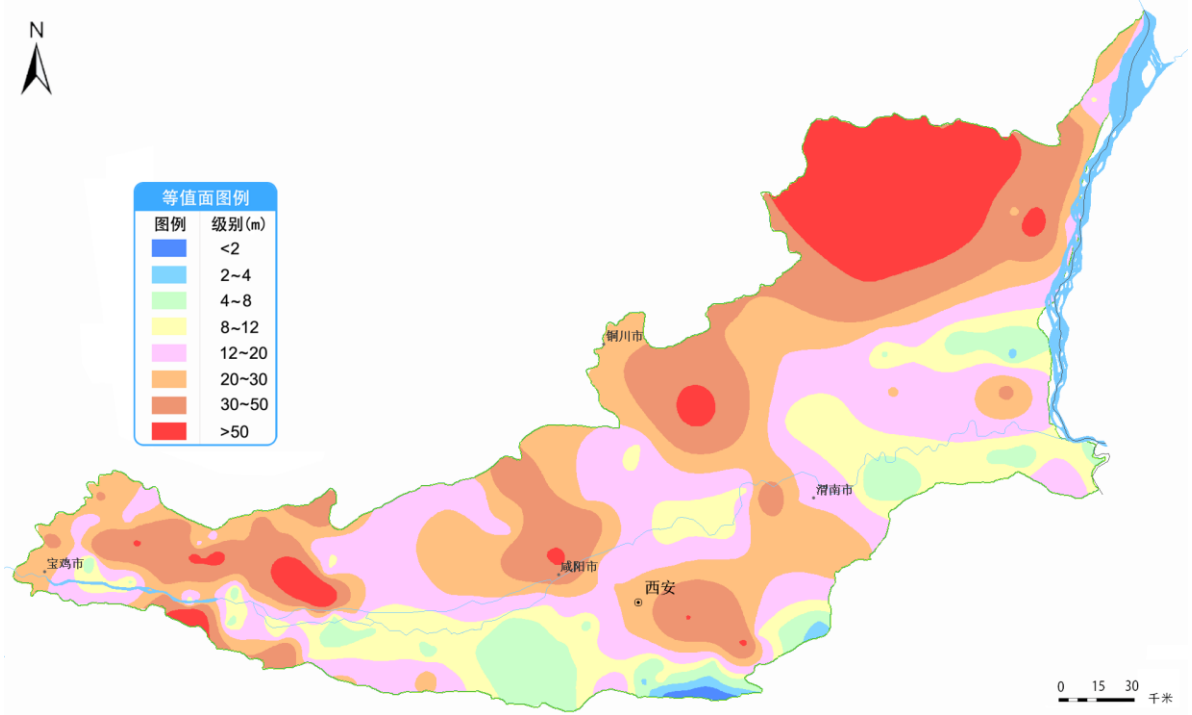 N
等值面图例
图例 级别(m)
<2
2~4
4~8
8~12
12~20
20~30
30~50
>50
铜川市
渭南市
宝鸡市
咸阳市
西安
0 15 30
千米